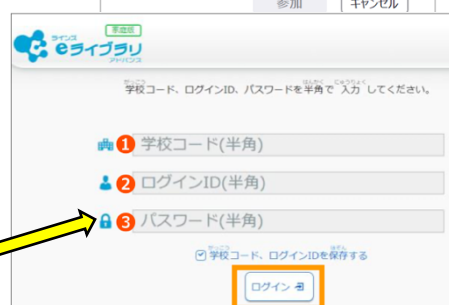 参加 キャンセル
家庭版
ラインズ
eライブラリ
アドバンス
学校コード、ログインID、パスワードを半角で 入力 してください。
1 学校コード(半角)
2 ログインID(半角)
3 パスワード(半角)
学校コード、ログインIDを保存する
ログイン